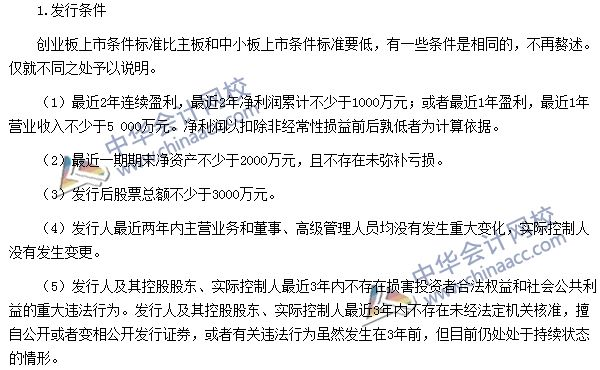 1.发行条件
创业板上市条件标准比主板和中小板上市条件标准要低，有一些条件是相同的，不再赘述。
仅就不同之处予以说明。
（1）最近2年连续盈利，最近2年净利润累计不少于1000万元；或者最近1年盈利，最近1年
营业收入不少于5 000万元。净利润以扣除非经常性损益前后孰低者为计算依据。
（2）最近一期期末净资产不少于2000万元，且不存在未弥补亏损。
（3）发行后股票总额不少于3000万元。
（4）发行人最近两年内主营业务和董事、高级管理人员均没有发生重大变化，实际控制人
没有发生变更。
（5）发行人及其控股股东、实际控制人最近3年内不存在损害投资者合法权益和社会公共利
益的重大违法行为。发行人及其控股股东、实际控制人最近3年内不存在未经法定机关核准，擅
自公开或者变相公开发行证券，或者有关违法行为虽然发生在3年前，但目前仍处处于持续状态
的情形。
中华会计网校
www.chinaacc.com
中华会计网校
www.chinaacc.com